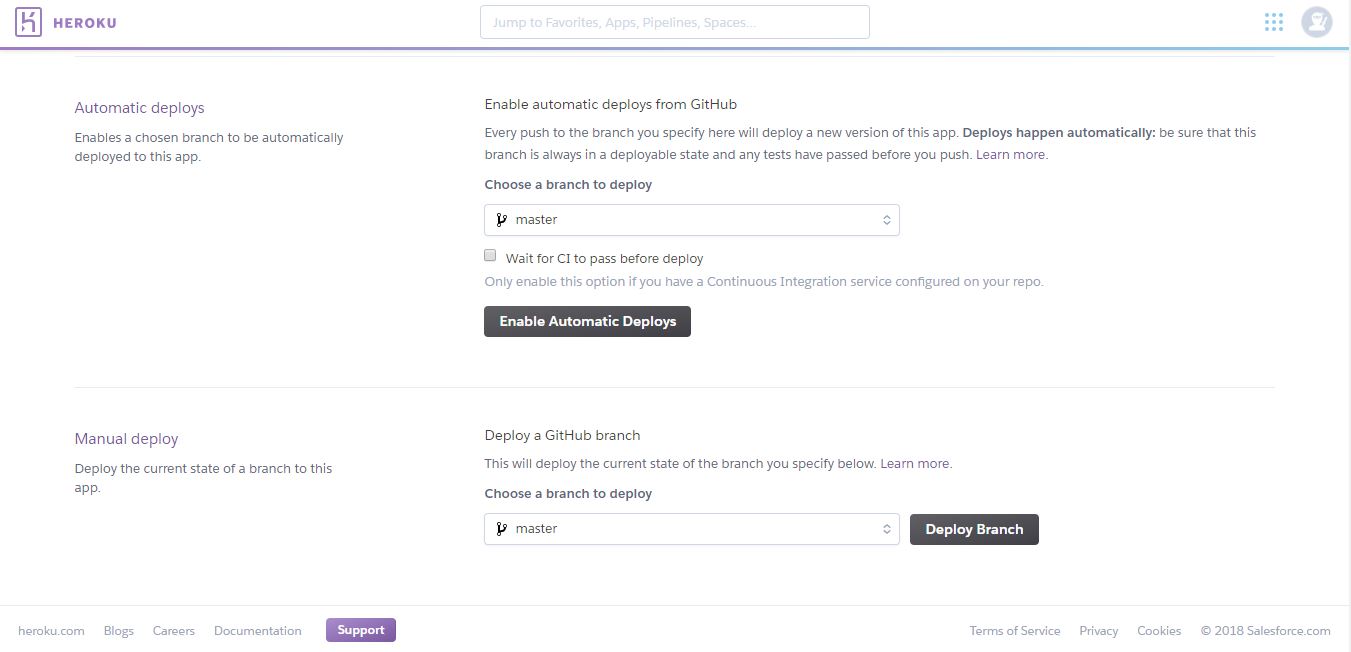 HEROKU
Jump to Favorites, Apps, Pipelines, Spaces...
Automatic deploys
Enables a chosen branch to be automatically
deployed to this app.
Enable automatic deploys from GitHub
Every push to the branch you specify here will deploy a new version of this app. Deploys happen automatically: be sure that this
branch is always in a deployable state and any tests have passed before you push. Learn more.
Choose a branch to deploy
master
Wait for CI to pass before deploy
Only enable this option if you have a Continuous Integration service configured on your repo.
Enable Automatic Deploys
Manual deploy
Deploy the current state of a branch to this
app.
Deploy a GitHub branch
This will deploy the current state of the branch you specify below. Learn more.
Choose a branch to deploy
master
Deploy Branch
heroku.com Blogs Careers Documentation Support Terms of Service Privacy Cookies © 2018 Salesforce.com